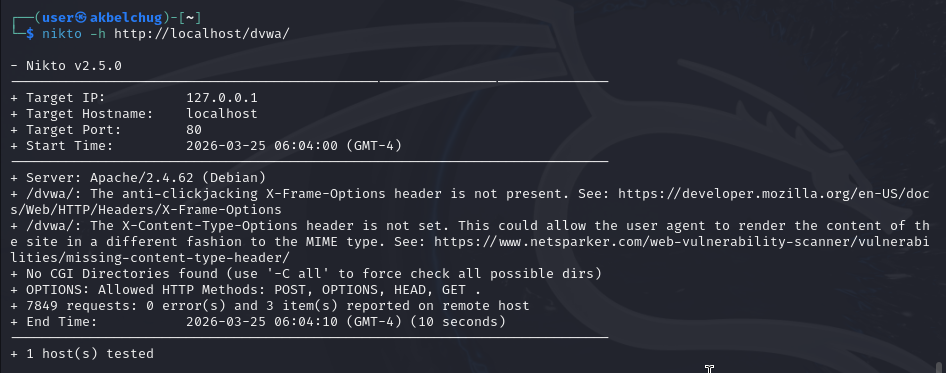 ┌──(user㉿akbelchug)-[~]
└─$ nikto -h http://localhost/dvwa/
- Nikto v2.5.0
+ Target IP:          127.0.0.1
+ Target Hostname:    localhost
+ Target Port:        80
+ Start Time:         2026-03-25 06:04:00 (GMT-4)
+ Server: Apache/2.4.62 (Debian)
+ /dvwa/: The anti-clickjacking X-Frame-Options header is not present. See: https://developer.mozilla.org/en-US/doc
s/Web/HTTP/Headers/X-Frame-Options
+ /dvwa/: The X-Content-Type-Options header is not set. This could allow the user agent to render the content of th
e site in a different fashion to the MIME type. See: https://www.netsparker.com/web-vulnerability-scanner/vulnerabi
lities/missing-content-type-header/
+ No CGI Directories found (use '-C all' to force check all possible dirs)
+ OPTIONS: Allowed HTTP Methods: POST, OPTIONS, HEAD, GET .
+ 7849 requests: 0 error(s) and 3 item(s) reported on remote host
+ End Time:           2026-03-25 06:04:10 (GMT-4) (10 seconds)
+ 1 host(s) tested